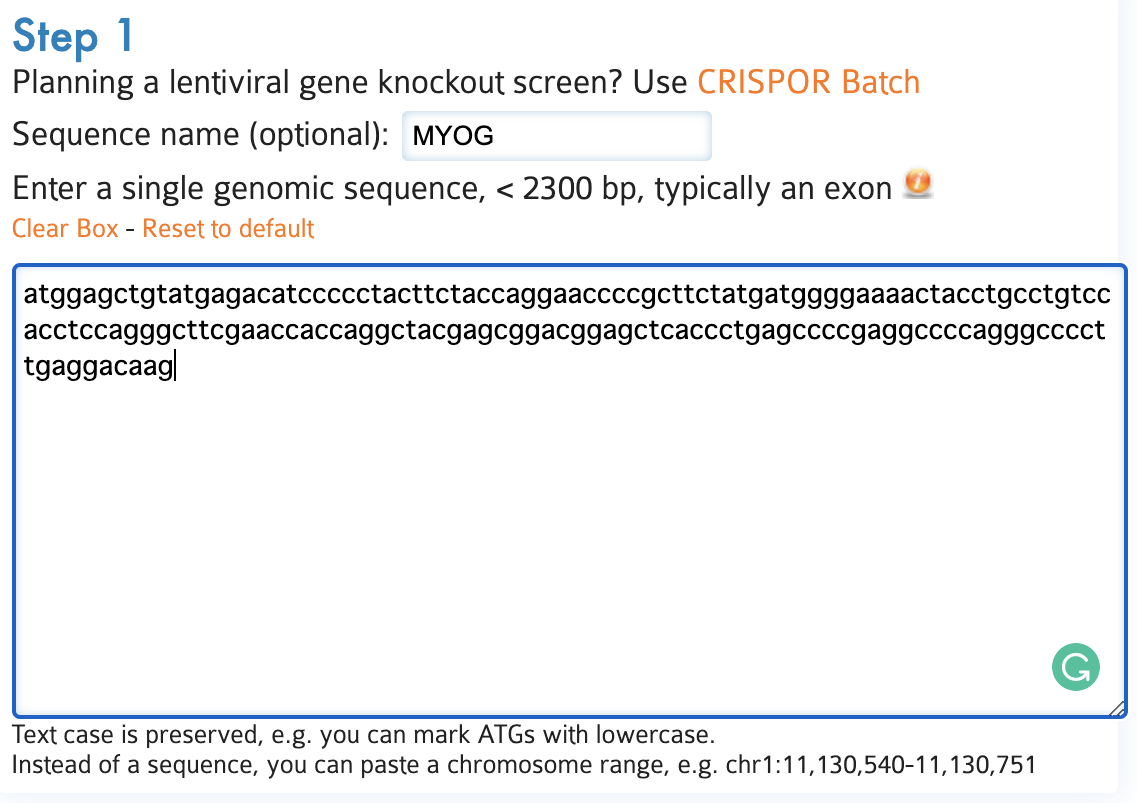 Step 1
Planning a lentiviral gene knockout screen? Use CRISPOR Batch
Sequence name (optional): MYOG
Enter a single genomic sequence, < 2300 bp, typically an exon
Clear Box - Reset to default
atggagctgtatgagacatccccctacttctaccaggaaccccgcttctatgatggggaaaactacctgcctgtcc
acctccagggcttcgaaccaccaggctacgagcggacggagctcaccctgagccccgaggccccagggcccct
tgaggacaag
Text case is preserved, e.g. you can mark ATGs with lowercase.
Instead of a sequence, you can paste a chromosome range, e.g. chr1:11,130,540-11,130,751